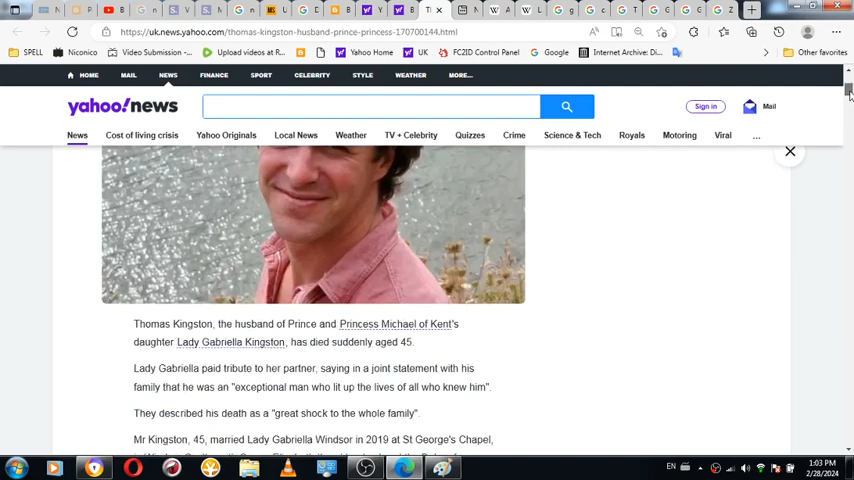 https://uk.news.yahoo.com/thomas-kingston-husband-prince-princess-170700144.html
SPELL Niconico Video Submission -... Upload videos at R... Yahoo Home UK FC2ID Control Panel Google Internet Archive: Dig... Other favorites
HOME MAIL NEWS FINANCE SPORT CELEBRITY STYLE WEATHER MORE...
yahoo!news Sign in Mail
News Cost of living crisis Yahoo Originals Local News Weather TV + Celebrity Quizzes Crime Science & Tech Royals Motoring Viral ...
Thomas Kingston, the husband of Prince and Princess Michael of Kent's
daughter Lady Gabriella Kingston, has died suddenly aged 45.
Lady Gabriella paid tribute to her partner, saying in a joint statement with his
family that he was an "exceptional man who lit up the lives of all who knew him".
They described his death as a "great shock to the whole family".
Mr Kingston, 45, married Lady Gabriella Windsor in 2019 at St George's Chapel,
EN 1:03 PM
2/28/2024